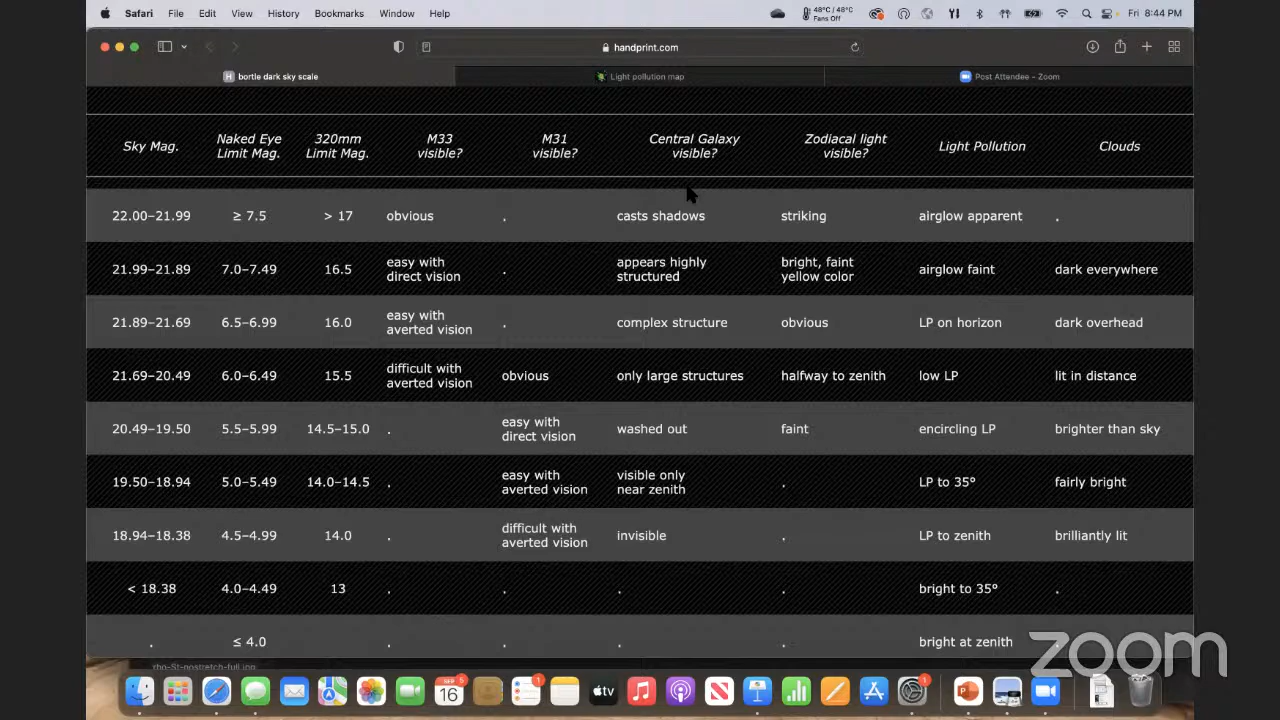 Safari File Edit View History Bookmarks Window Help 48°C / 48°C Fans Off Fri 8:44 PM
handprint.com
H bortle dark sky scale Light pollution map Post Attendee – Zoom
Sky Mag. Naked Eye Limit Mag. 320mm Limit Mag. M33 visible? M31 visible? Central Galaxy visible? Zodiacal light visible? Light Pollution Clouds
22.00–21.99 ≥ 7.5 > 17 obvious . casts shadows striking airglow apparent .
21.99–21.89 7.0–7.49 16.5 easy with direct vision . appears highly structured bright, faint yellow color airglow faint dark everywhere
21.89–21.69 6.5–6.99 16.0 easy with averted vision . complex structure obvious LP on horizon dark overhead
21.69–20.49 6.0–6.49 15.5 difficult with averted vision obvious only large structures halfway to zenith low LP lit in distance
20.49–19.50 5.5–5.99 14.5–15.0 . easy with direct vision washed out faint encircling LP brighter than sky
19.50–18.94 5.0–5.49 14.0–14.5 . easy with averted vision visible only near zenith . LP to 35° fairly bright
18.94–18.38 4.5–4.99 14.0 . difficult with averted vision invisible . LP to zenith brilliantly lit
< 18.38 4.0–4.49 13 . . . . bright to 35° .
. ≤ 4.0 . . . . bright at zenith
rho-St-nostretch-full.jpg
SEP 16 5 1 tv 1
zoom